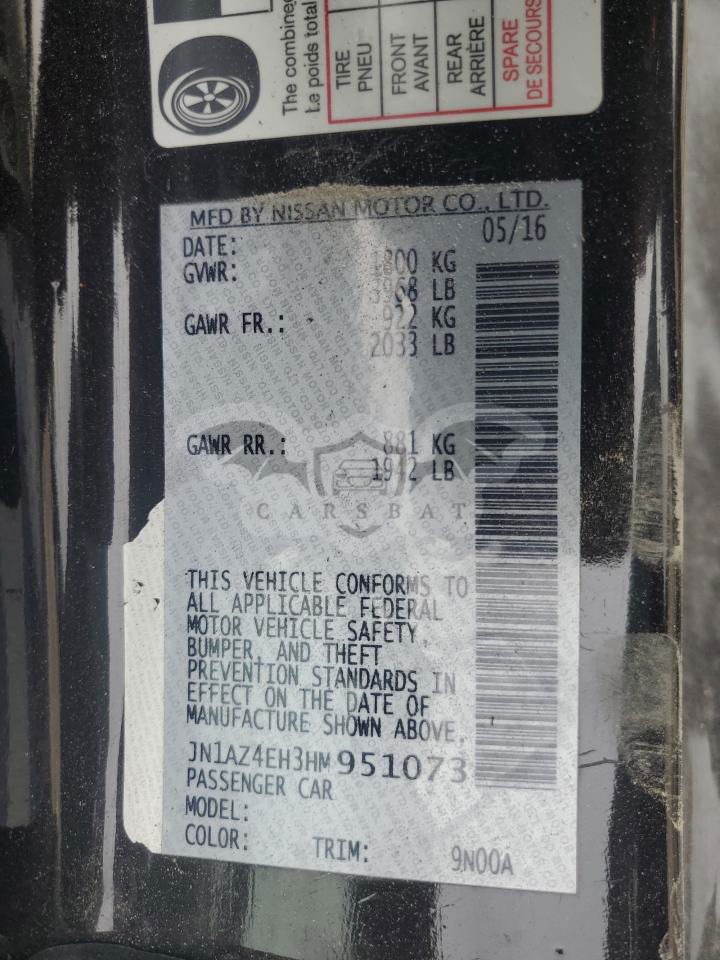 The combined
Le poids total
TIRE
PNEU
FRONT
AVANT
REAR
ARRIÈRE
SPARE
DE SECOURS
MFD BY NISSAN MOTOR CO., LTD.
DATE: 05/16
GVWR: 1800 KG
3968 LB
GAWR FR.: 922 KG
2033 LB
GAWR RR.: 881 KG
1942 LB
CARSBAT
THIS VEHICLE CONFORMS TO
ALL APPLICABLE FEDERAL
MOTOR VEHICLE SAFETY,
BUMPER, AND THEFT
PREVENTION STANDARDS IN
EFFECT ON THE DATE OF
MANUFACTURE SHOWN ABOVE.
JN1AZ4EH3HM951073
PASSENGER CAR
MODEL:
COLOR: TRIM: 9N00A